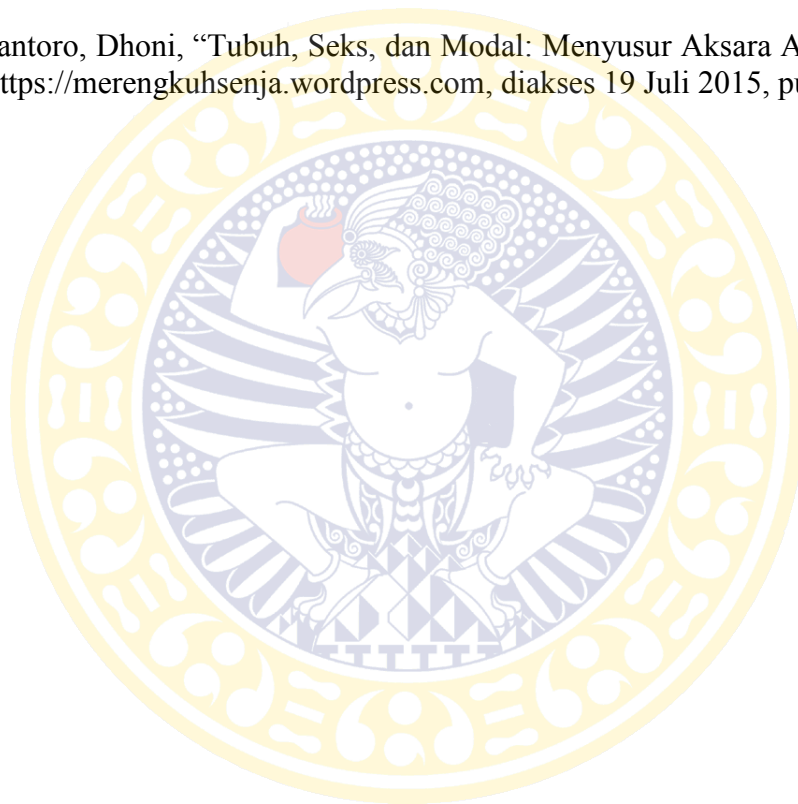 antoro, Dhoni, “Tubuh, Seks, dan Modal: Menyusur Aksara A
ttps://merengkuhsenja.wordpress.com, diakses 19 Juli 2015, pu